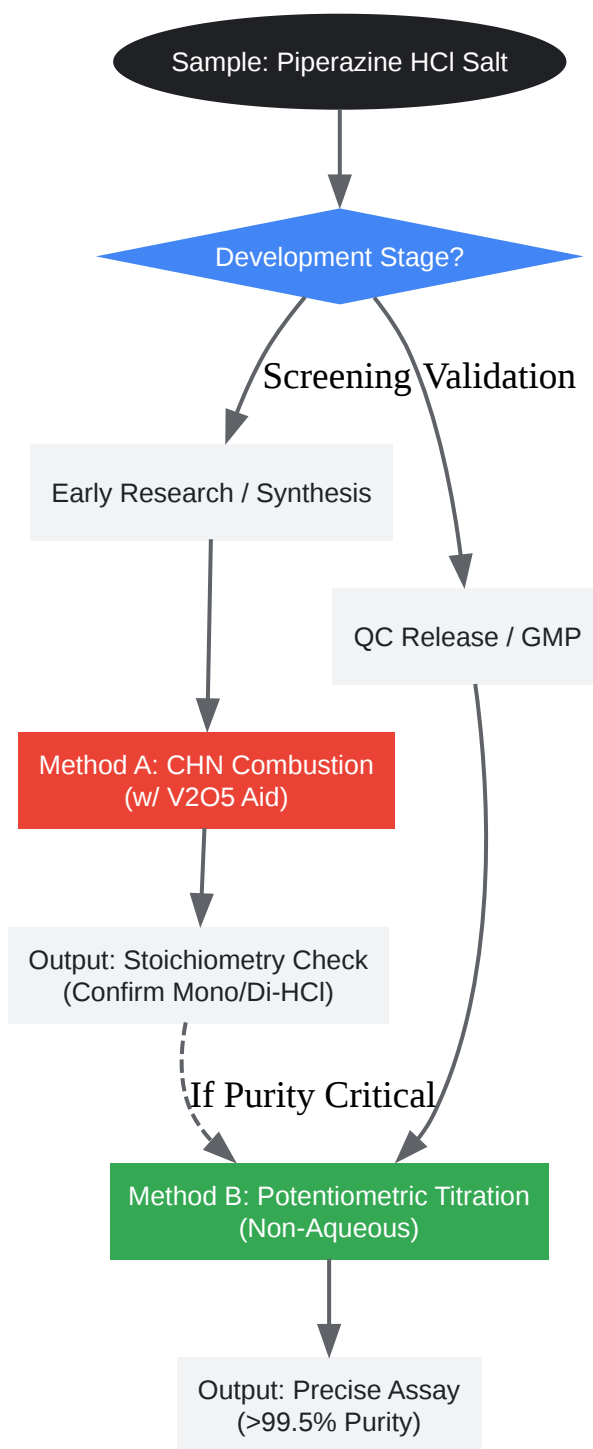 Sample: Piperazine HCl Salt
Development Stage?
Screening
Validation
Early Research / Synthesis
QC Release / GMP
Method A: CHN Combustion
(w/ V2O5 Aid)
Output: Stoichiometry Check
(Confirm Mono/Di-HCl)
If Purity Critical
Method B: Potentiometric Titration
(Non-Aqueous)
Output: Precise Assay
(>99.5% Purity)